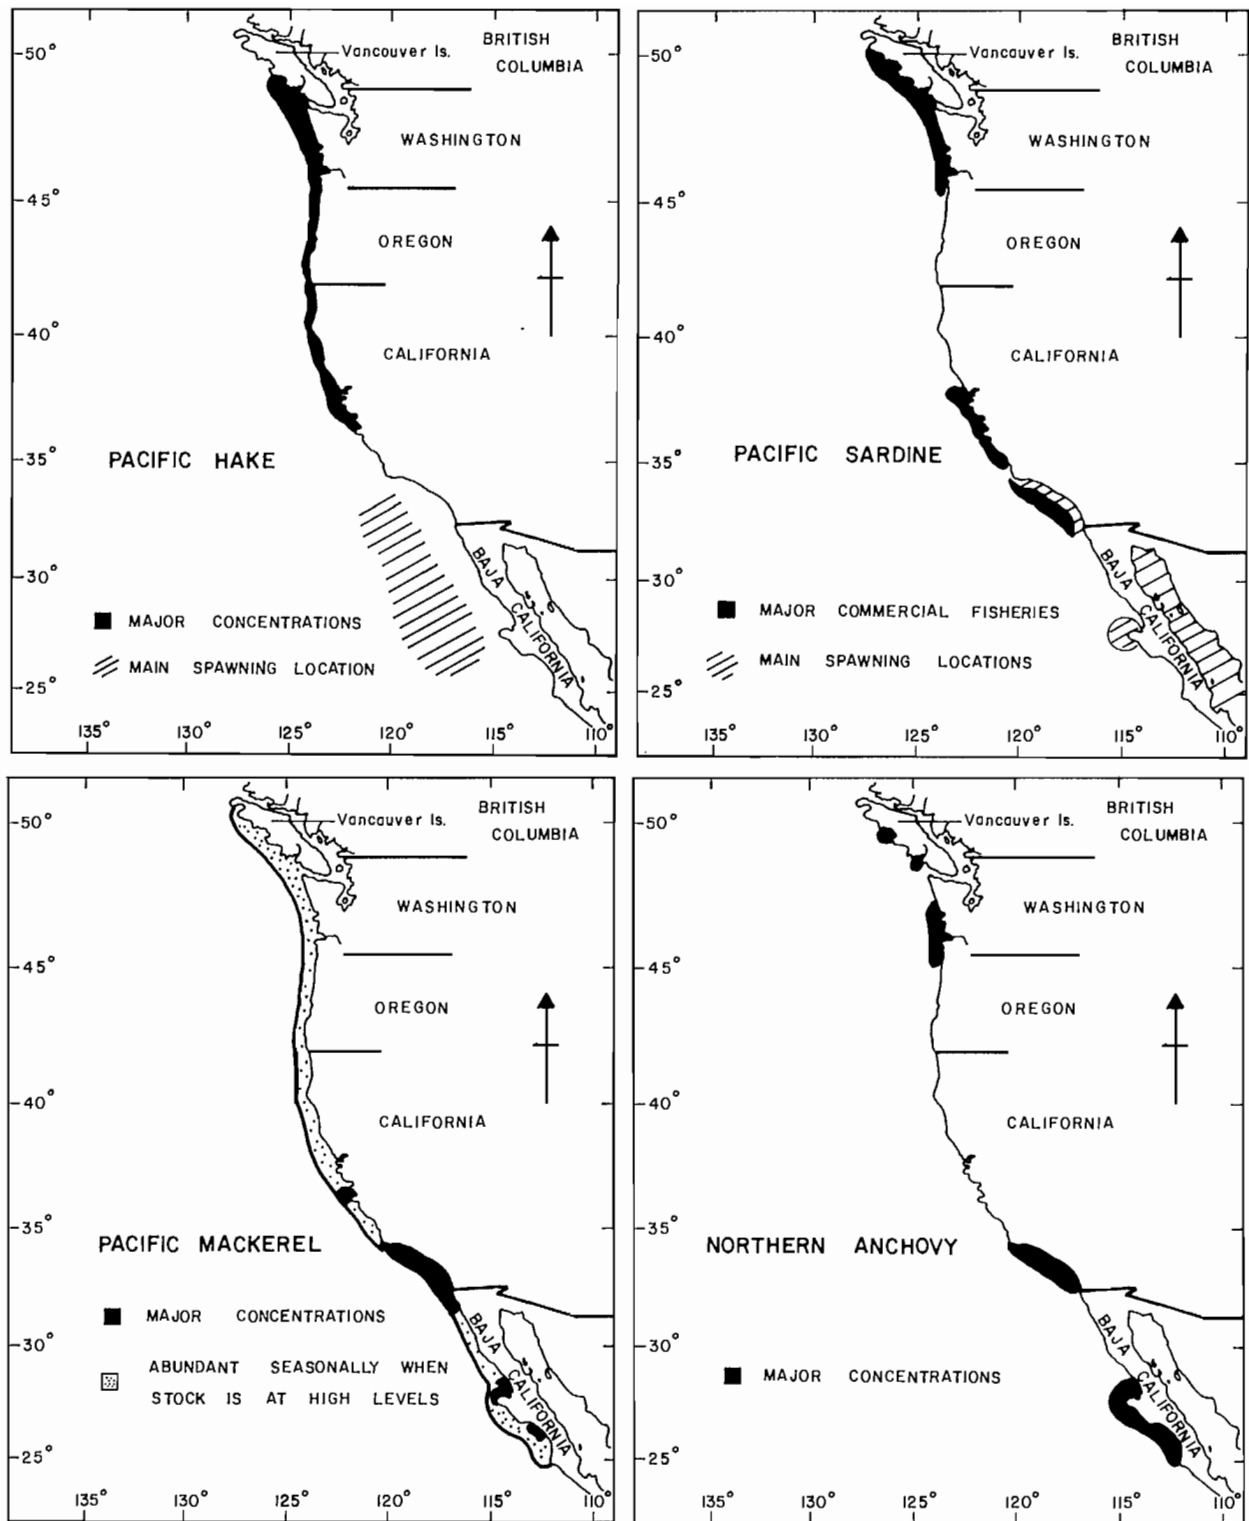 BRITISH
COLUMBIA
Vancouver Is.
50°
WASHINGTON
45°
OREGON
40°
CALIFORNIA
35°
PACIFIC HAKE
30°
BAJA
CALIFORNIA
MAJOR CONCENTRATIONS
MAIN SPAWNING LOCATION
25°
135° 130° 125° 120° 115° 110°
BRITISH
COLUMBIA
Vancouver Is.
50°
WASHINGTON
45°
OREGON
40°
CALIFORNIA
35°
PACIFIC SARDINE
30°
BAJA
CALIFORNIA
MAJOR COMMERCIAL FISHERIES
MAIN SPAWNING LOCATIONS
25°
135° 130° 125° 120° 115° 110°
BRITISH
COLUMBIA
Vancouver Is.
50°
WASHINGTON
45°
OREGON
40°
CALIFORNIA
35°
PACIFIC MACKEREL
MAJOR CONCENTRATIONS
30°
BAJA
CALIFORNIA
ABUNDANT SEASONALLY WHEN
STOCK IS AT HIGH LEVELS
25°
135° 130° 125° 120° 115° 110°
BRITISH
COLUMBIA
Vancouver Is.
50°
WASHINGTON
45°
OREGON
40°
CALIFORNIA
35°
NORTHERN ANCHOVY
30°
BAJA
CALIFORNIA
MAJOR CONCENTRATIONS
25°
135° 130° 125° 120° 115° 110°